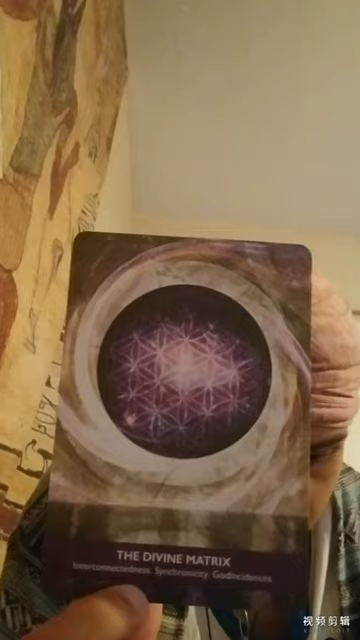 THE DIVINE MATRIX
Interconnectedness. Synchronicity. Godincidences
视频剪辑